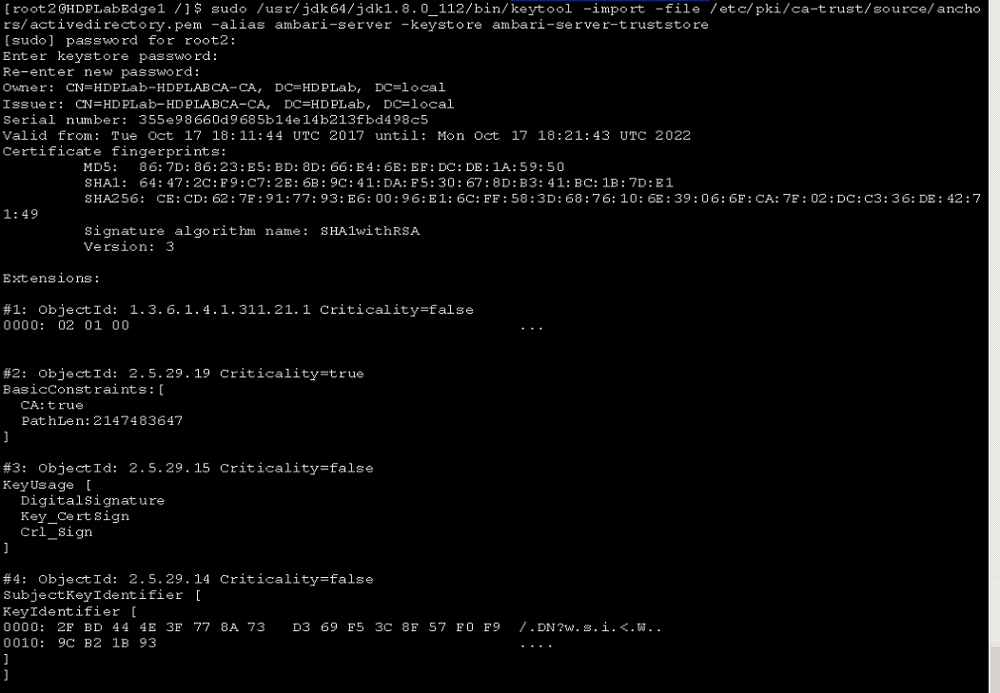 [root2@HDPLabEdge1 /]$ sudo /usr/jdk64/jdk1.8.0_112/bin/keytool -import -file /etc/pki/ca-trust/source/ancho
rs/activedirectory.pem -alias ambari-server -keystore ambari-server-truststore
[sudo] password for root2:
Enter keystore password:
Re-enter new password:
Owner: CN=HDPLab-HDPLABCA-CA, DC=HDPLab, DC=local
Issuer: CN=HDPLab-HDPLABCA-CA, DC=HDPLab, DC=local
Serial number: 355e98660d9685b14e14b213fbd498c5
Valid from: Tue Oct 17 18:11:44 UTC 2017 until: Mon Oct 17 18:21:43 UTC 2022
Certificate fingerprints:
MD5: 86:7D:86:23:E5:BD:8D:66:E4:6E:EF:DC:DE:1A:59:50
SHA1: 64:47:2C:F9:C7:2E:6B:9C:41:DA:F5:30:67:8D:B3:41:BC:1B:7D:E1
SHA256: CE:CD:62:7F:91:77:93:E6:00:96:E1:6C:FF:58:3D:68:76:10:6E:39:06:6F:CA:7F:02:DC:C3:36:DE:42:7
1:49
Signature algorithm name: SHA1withRSA
Version: 3
Extensions:
#1: ObjectId: 1.3.6.1.4.1.311.21.1 Criticality=false
0000: 02 01 00 ...
#2: ObjectId: 2.5.29.19 Criticality=true
BasicConstraints:[
CA:true
PathLen:2147483647
]
#3: ObjectId: 2.5.29.15 Criticality=false
KeyUsage [
DigitalSignature
Key_CertSign
Crl_Sign
]
#4: ObjectId: 2.5.29.14 Criticality=false
SubjectKeyIdentifier [
KeyIdentifier [
0000: 2F BD 44 4E 3F 77 8A 73 D3 69 F5 3C 8F 57 F0 F9 /.DN?w.s.i.<.W..
0010: 9C B2 1B 93 ....
]
]